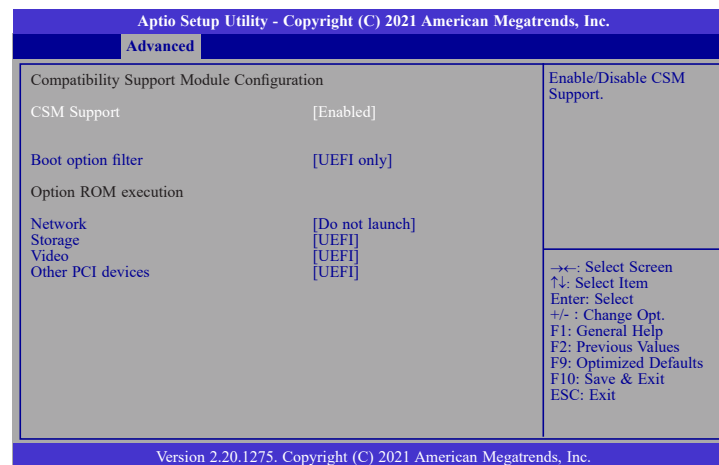 Aptio Setup Utility - Copyright (C) 2021 American Megatrends, Inc.
Advanced
Compatibility Support Module Configuration
CSM Support [Enabled]
Boot option filter [UEFI only]
Option ROM execution
Network [Do not launch]
Storage [UEFI]
Video [UEFI]
Other PCI devices [UEFI]
Enable/Disable CSM
Support.
→←: Select Screen
↑↓: Select Item
Enter: Select
+/- : Change Opt.
F1: General Help
F2: Previous Values
F9: Optimized Defaults
F10: Save & Exit
ESC: Exit
Version 2.20.1275. Copyright (C) 2021 American Megatrends, Inc.